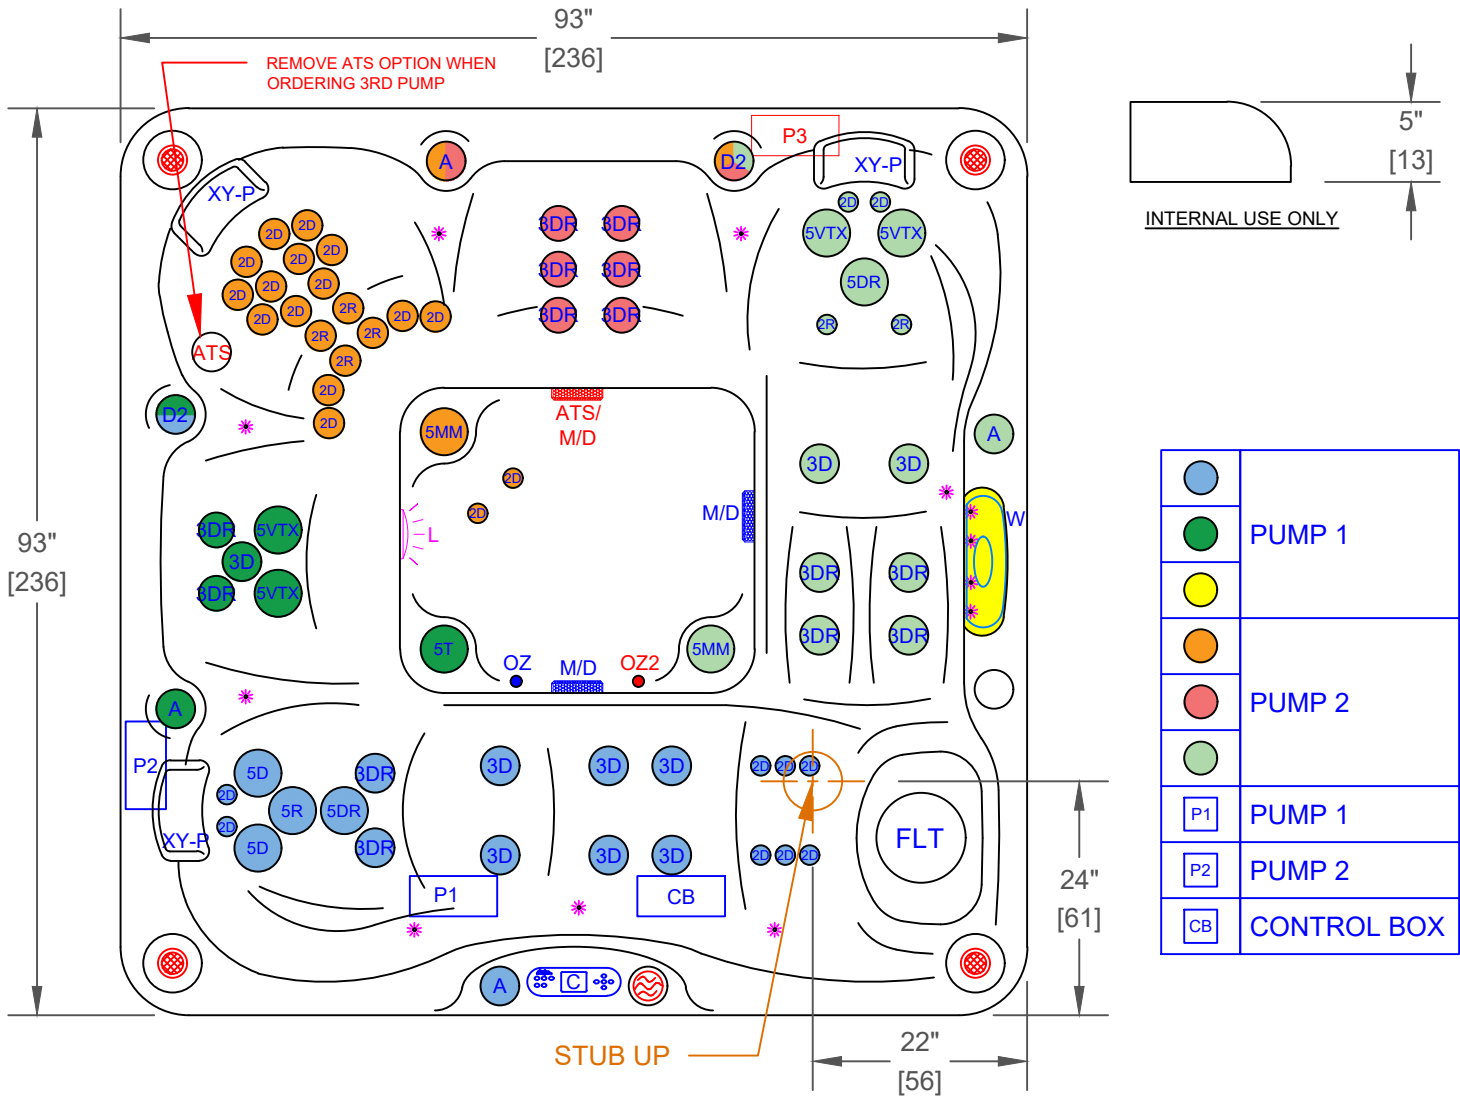 93"
[236]
REMOVE ATS OPTION WHEN
ORDERING 3RD PUMP
5"
[13]
INTERNAL USE ONLY
P3
A
D2
XY-P
XY-P
2D
2D
2D
2D
2D
2D
2D
2D
2D
2D
2D
2D
2R
2R
2R
2R
2D
2D
2D
2D
3DR
3DR
3DR
3DR
3DR
3DR
2D
2D
5VTX
5VTX
5DR
2R
2R
ATS
D2
5MM
ATS/
M/D
2D
2D
M/D
L
3D
3D
A
W
3DR
5VTX
3D
3DR
5VTX
3DR
3DR
3DR
3DR
93"
[236]
5T
5MM
OZ
M/D
OZ2
A
P2
XY-P
5D
3DR
2D
5R
5DR
2D
5D
3DR
3D
3D
3D
2D
2D
2D
3D
3D
3D
2D
2D
2D
FLT
P1
CB
A
C
24"
[61]
STUB UP
22"
[56]
PUMP 1
PUMP 2
P1
PUMP 1
P2
PUMP 2
CB
CONTROL BOX